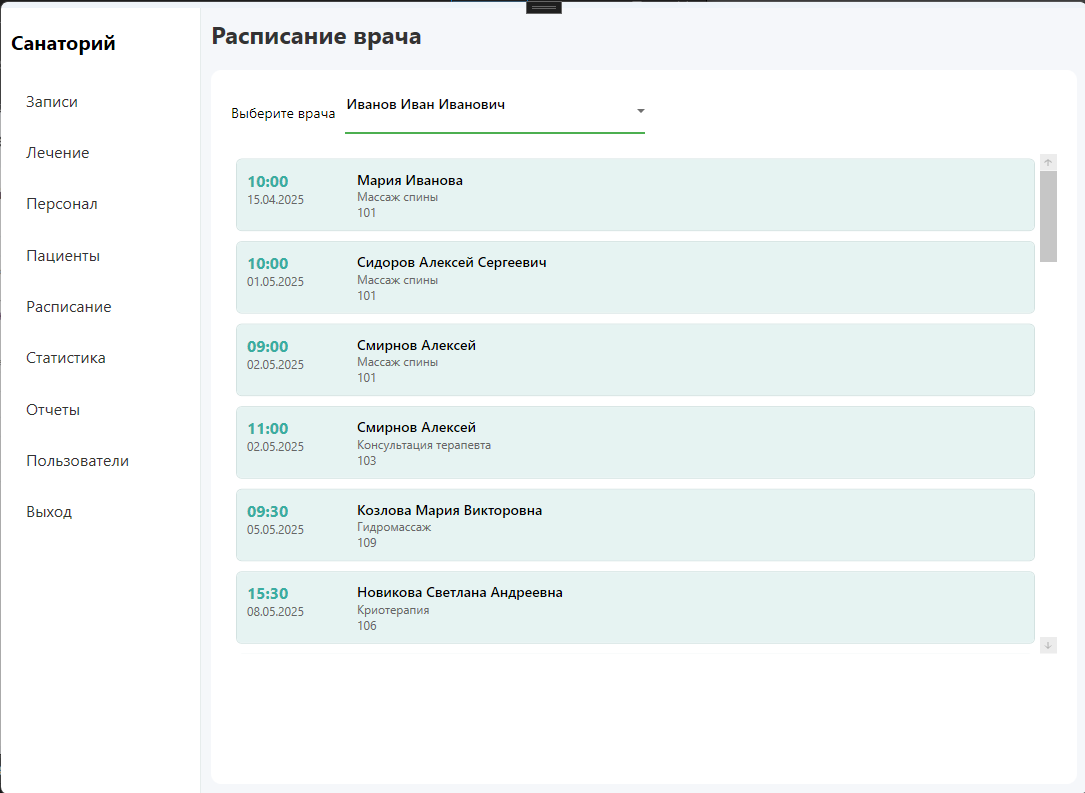 Санаторий
Записи
Лечение
Персонал
Пациенты
Расписание
Статистика
Отчеты
Пользователи
Выход
Расписание врача
Выберите врача
Иванов Иван Иванович
10:00
15.04.2025
Мария Иванова
Массаж спины
101
10:00
01.05.2025
Сидоров Алексей Сергеевич
Массаж спины
101
09:00
02.05.2025
Смирнов Алексей
Массаж спины
101
11:00
02.05.2025
Смирнов Алексей
Консультация терапевта
103
09:30
05.05.2025
Козлова Мария Викторовна
Гидромассаж
109
15:30
08.05.2025
Новикова Светлана Андреевна
Криотерапия
106